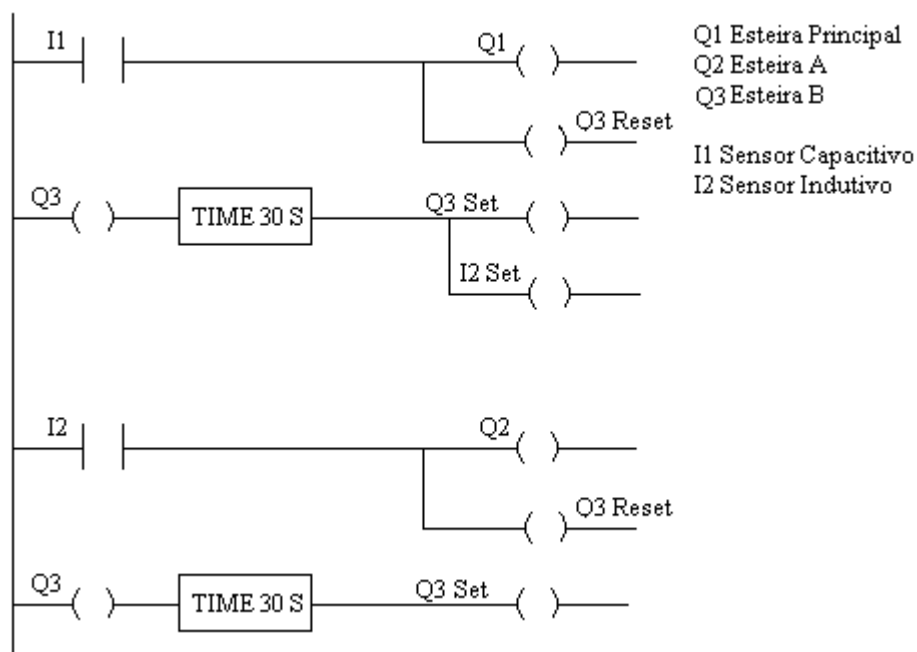 I1
Q1
Q1 Esteira Principal
Q2 Esteira A
Q3 Esteira B
Q3 Reset
I1 Sensor Capacitivo
I2 Sensor Indutivo
Q3
TIME 30 S
Q3 Set
I2 Set
I2
Q2
Q3 Reset
Q3
TIME 30 S
Q3 Set